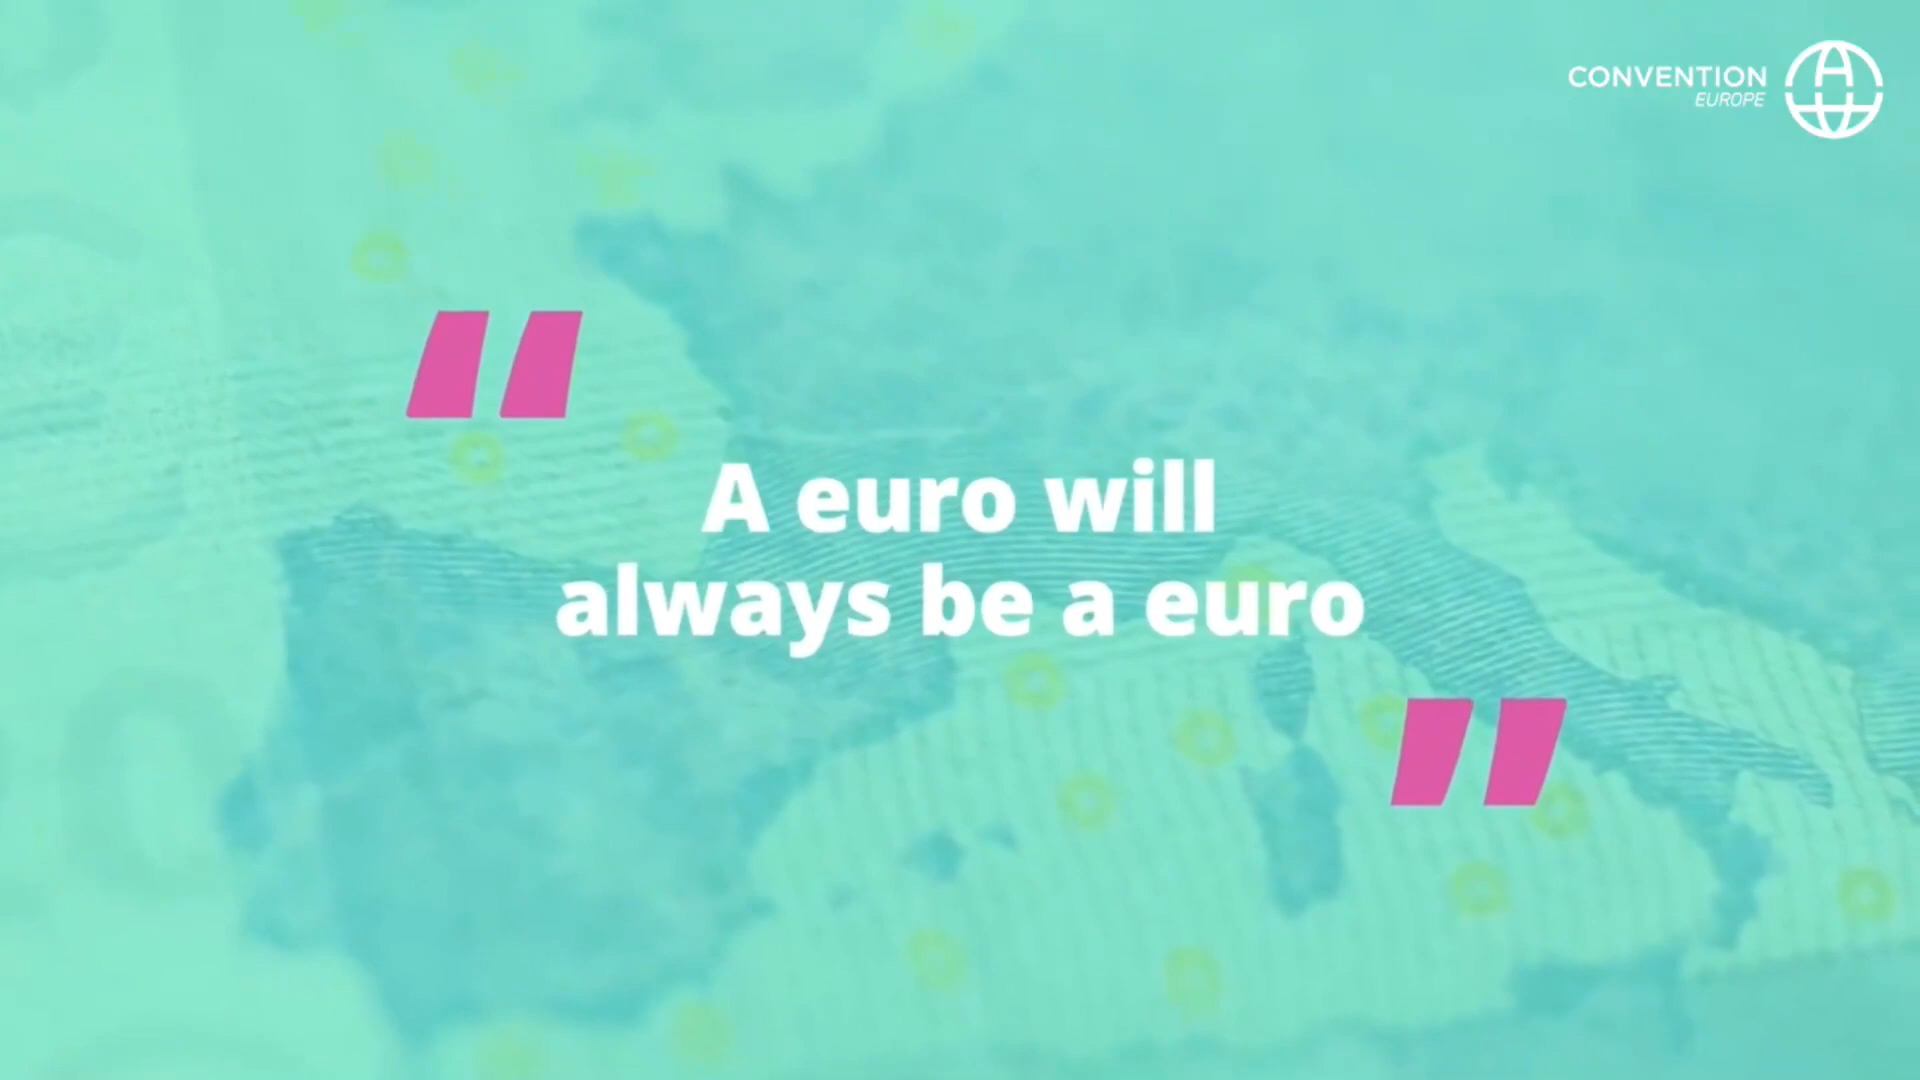 CONVENTION
EUROPE
“
A euro will
always be a euro
”